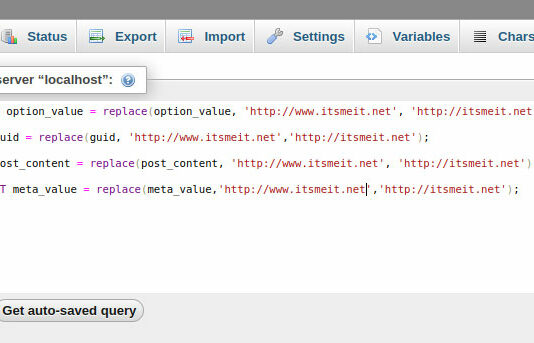 Status Export Import Settings Variables Chars
server “localhost”:
option_value = replace(option_value, 'http://www.itsmeit.net', 'http://itsmeit.net
uid = replace(guid, 'http://www.itsmeit.net','http://itsmeit.net');
ost_content = replace(post_content, 'http://www.itsmeit.net', 'http://itsmeit.net')
T meta_value = replace(meta_value,'http://www.itsmeit.net','http://itsmeit.net');
Get auto-saved query